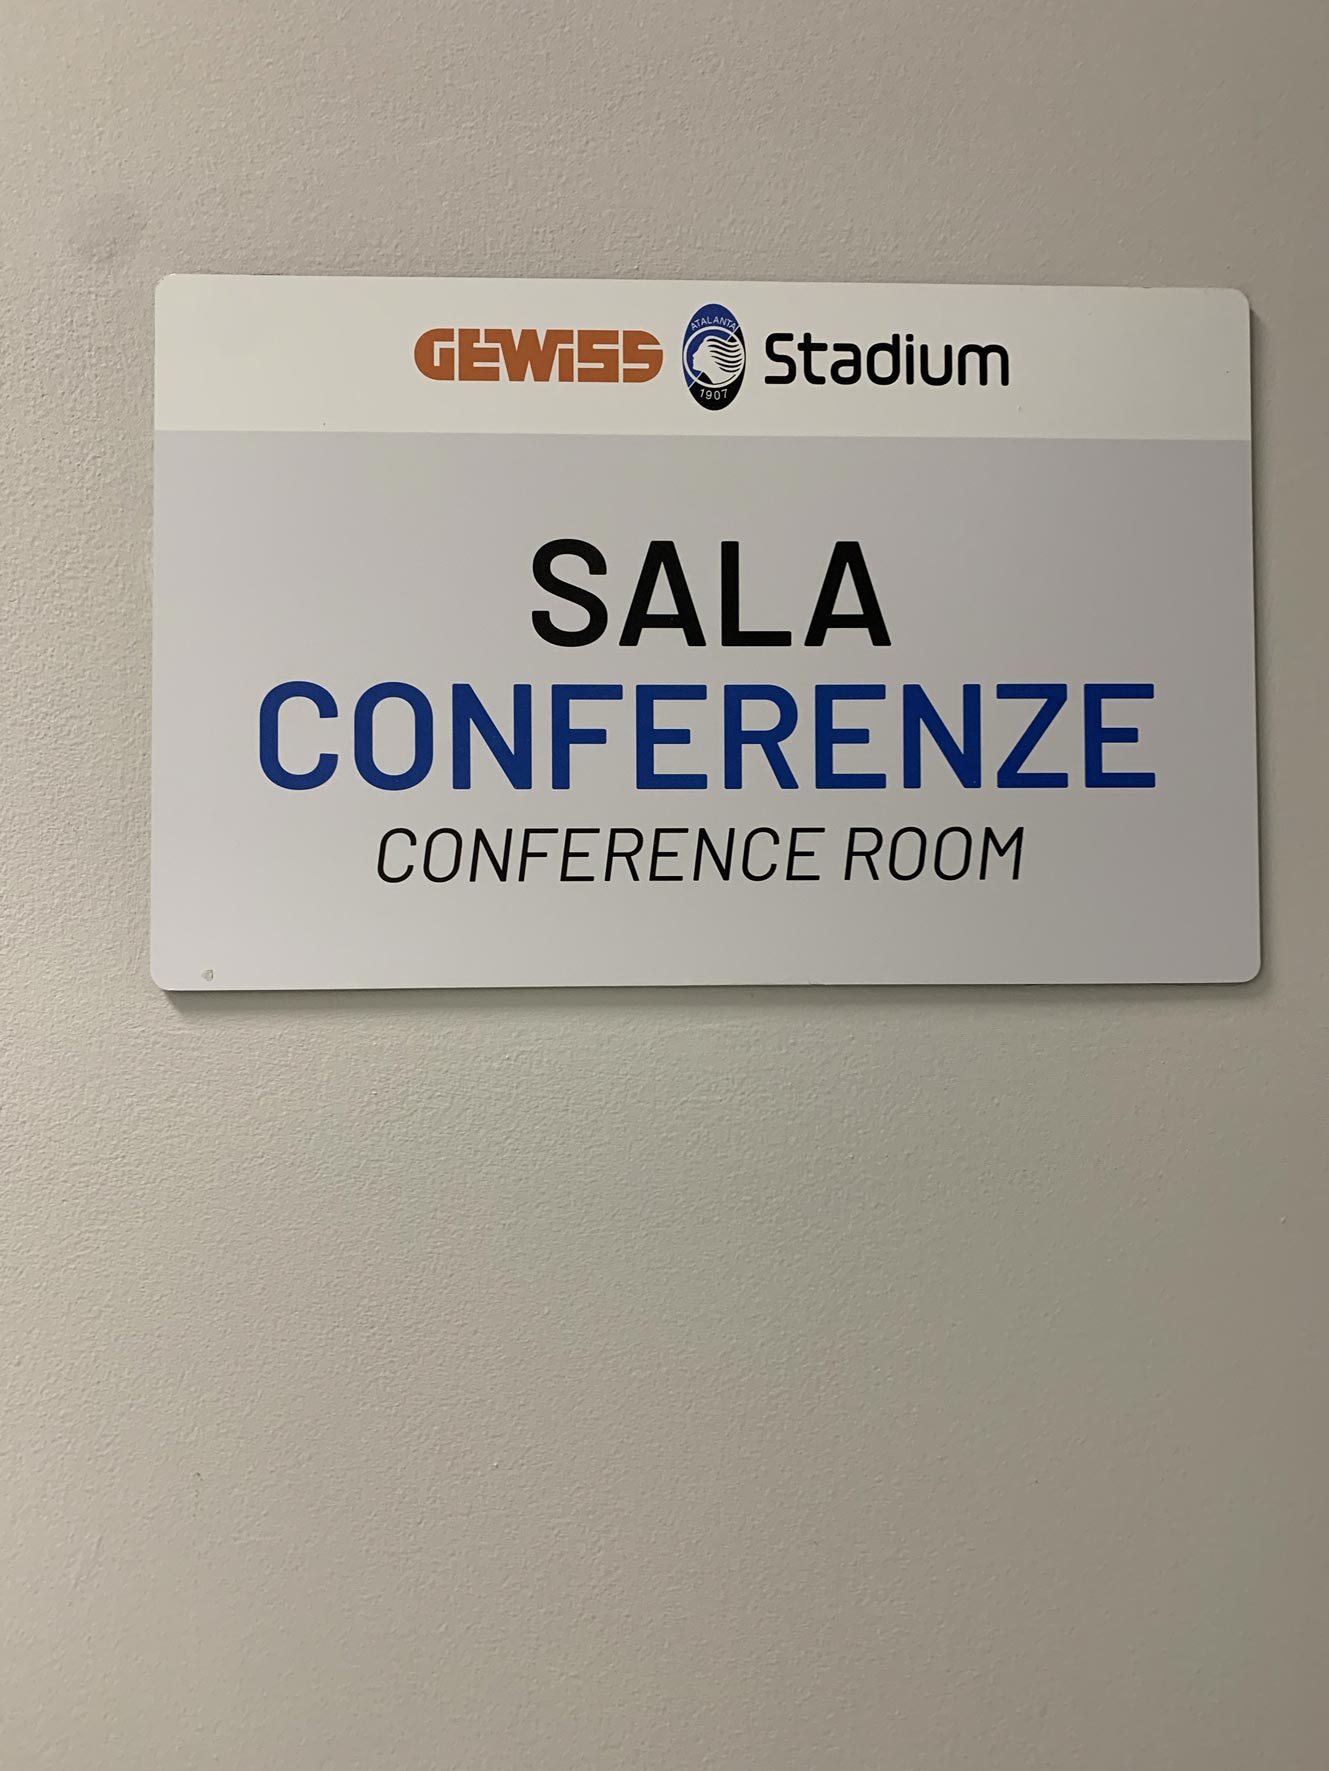 GEWISS ATALANTA 1907 Stadium
SALA
CONFERENZE
CONFERENCE ROOM